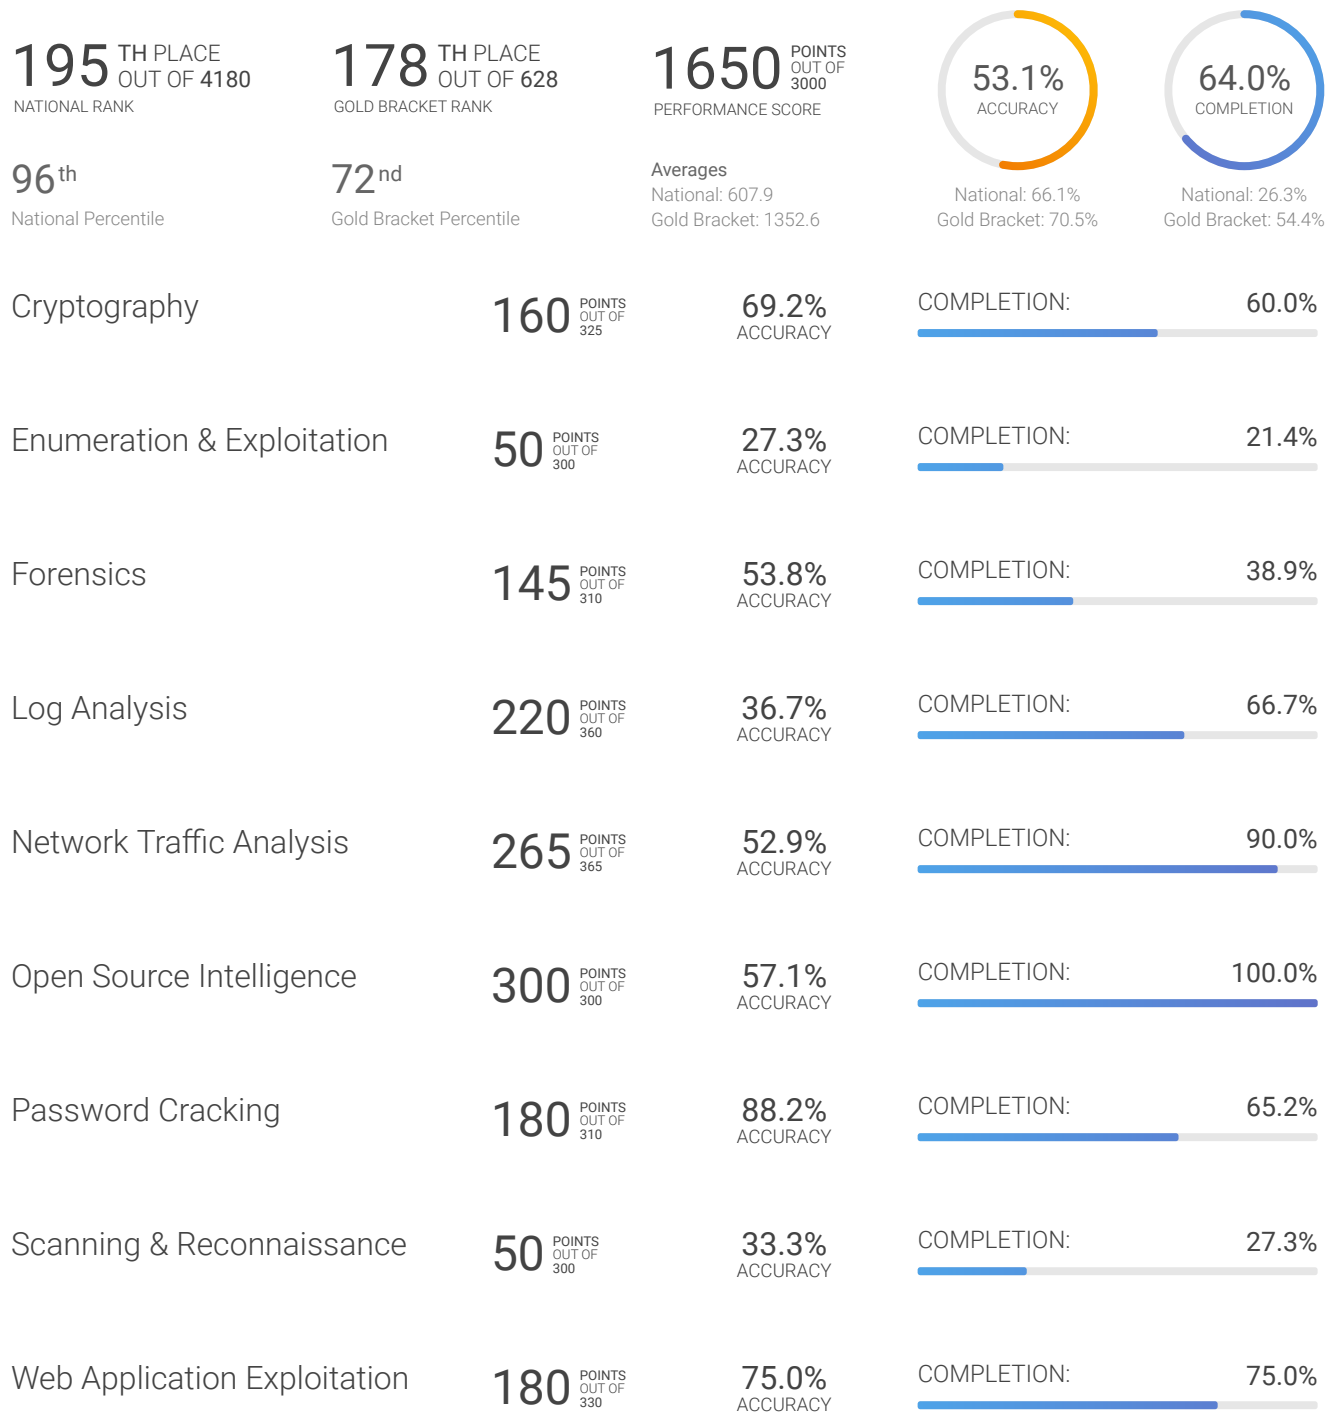 195 TH PLACE OUT OF 4180
NATIONAL RANK
96th
National Percentile
178 TH PLACE OUT OF 628
GOLD BRACKET RANK
72nd
Gold Bracket Percentile
1650 POINTS OUT OF 3000
PERFORMANCE SCORE
Averages
National: 607.9
Gold Bracket: 1352.6
53.1%
ACCURACY
National: 66.1%
Gold Bracket: 70.5%
64.0%
COMPLETION
National: 26.3%
Gold Bracket: 54.4%
Cryptography
160 POINTS OUT OF 325
69.2%
ACCURACY
COMPLETION: 60.0%
Enumeration & Exploitation
50 POINTS OUT OF 300
27.3%
ACCURACY
COMPLETION: 21.4%
Forensics
145 POINTS OUT OF 310
53.8%
ACCURACY
COMPLETION: 38.9%
Log Analysis
220 POINTS OUT OF 360
36.7%
ACCURACY
COMPLETION: 66.7%
Network Traffic Analysis
265 POINTS OUT OF 365
52.9%
ACCURACY
COMPLETION: 90.0%
Open Source Intelligence
300 POINTS OUT OF 300
57.1%
ACCURACY
COMPLETION: 100.0%
Password Cracking
180 POINTS OUT OF 310
88.2%
ACCURACY
COMPLETION: 65.2%
Scanning & Reconnaissance
50 POINTS OUT OF 300
33.3%
ACCURACY
COMPLETION: 27.3%
Web Application Exploitation
180 POINTS OUT OF 330
75.0%
ACCURACY
COMPLETION: 75.0%